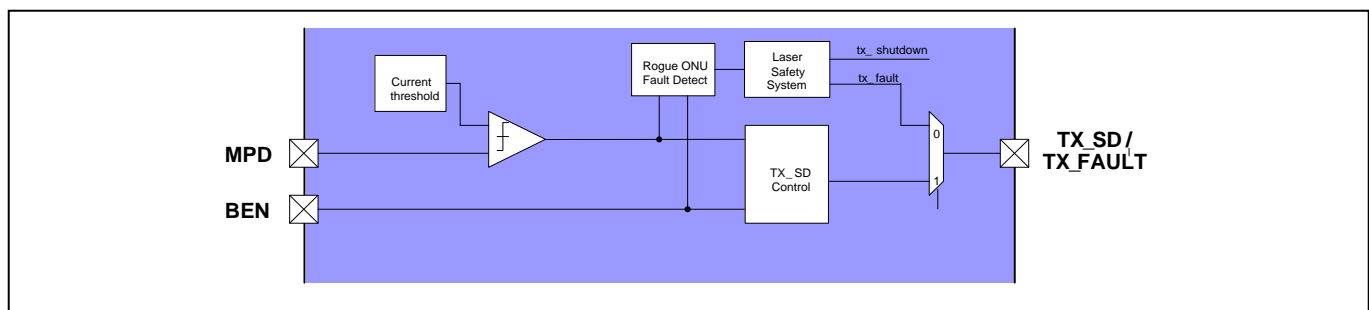 Current
threshold
Rogue ONU
Fault Detect
Laser
Safety
System
tx_ shutdown
tx_fault
MPD
BEN
TX_ SD
Control
0
1
TX_SD /
TX_FAULT